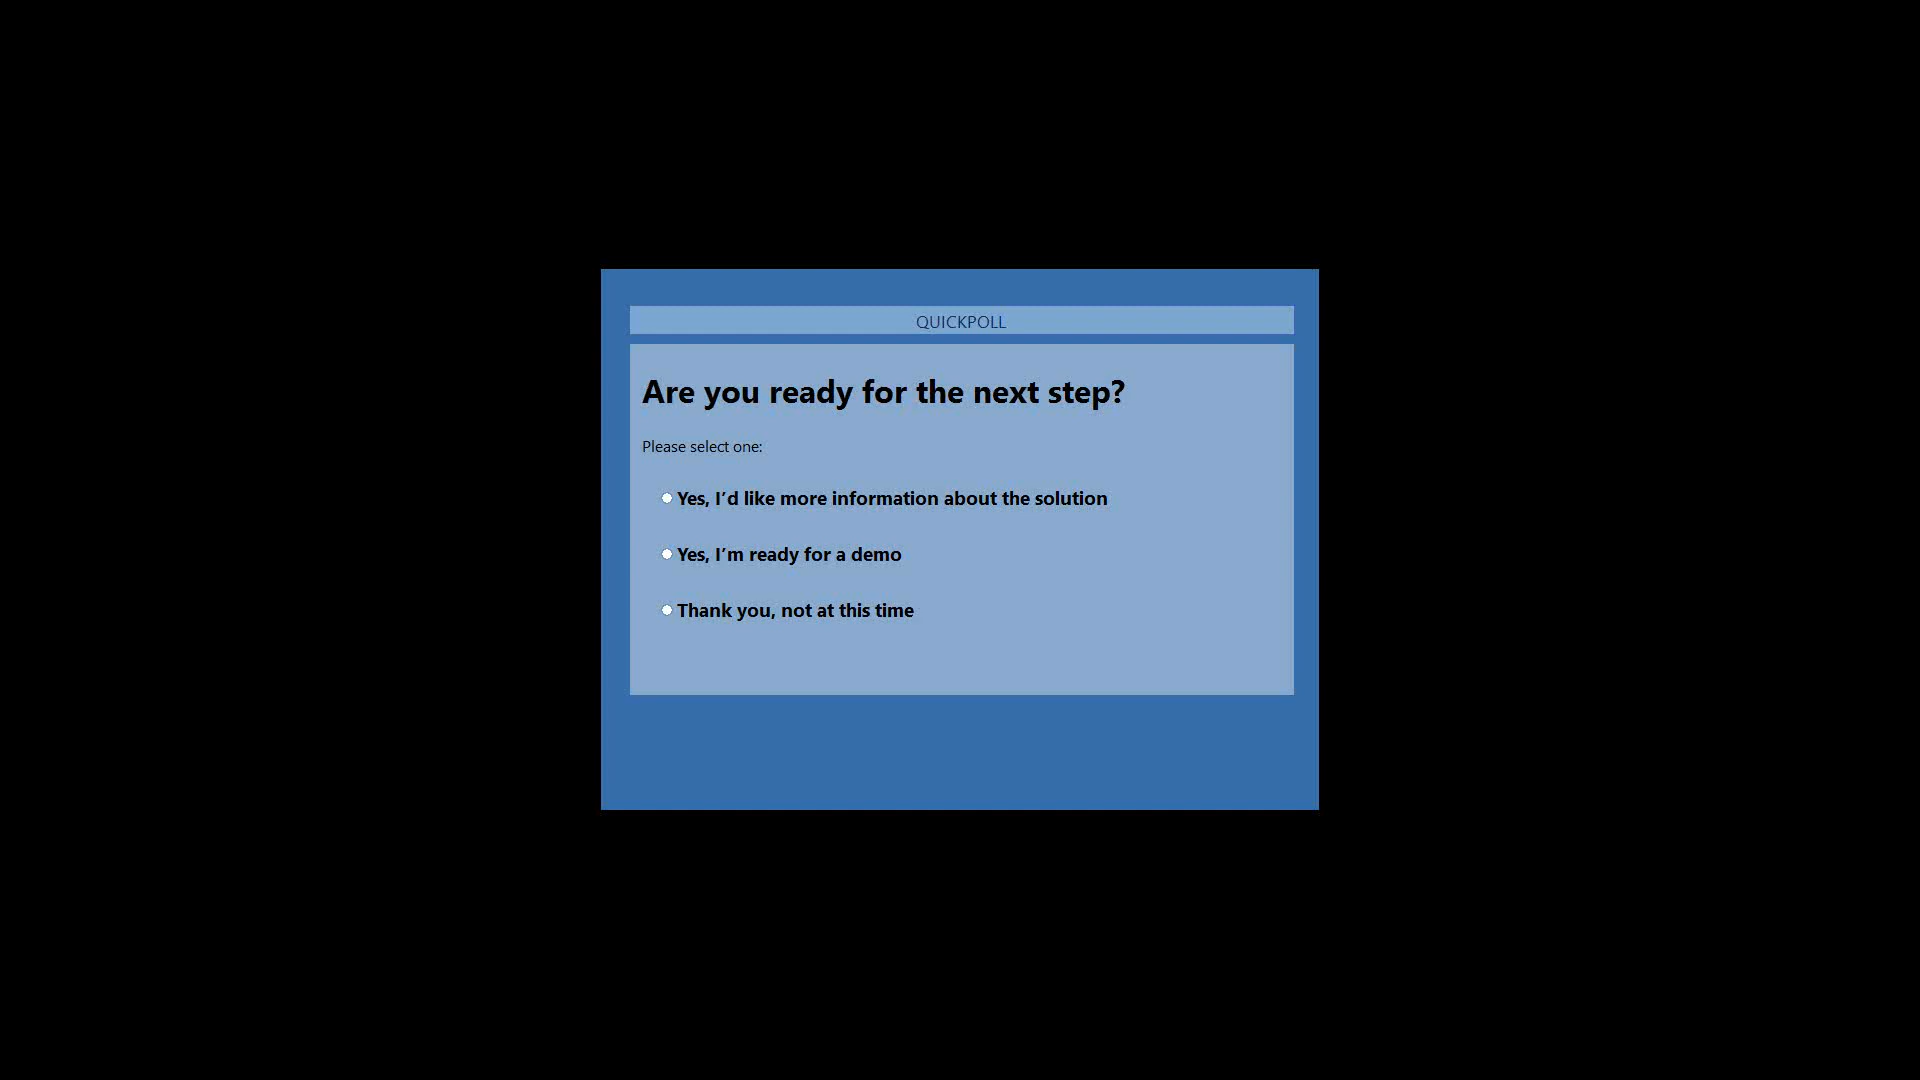 QUICKPOLL
Are you ready for the next step?
Please select one:
Yes, I’d like more information about the solution
Yes, I’m ready for a demo
Thank you, not at this time